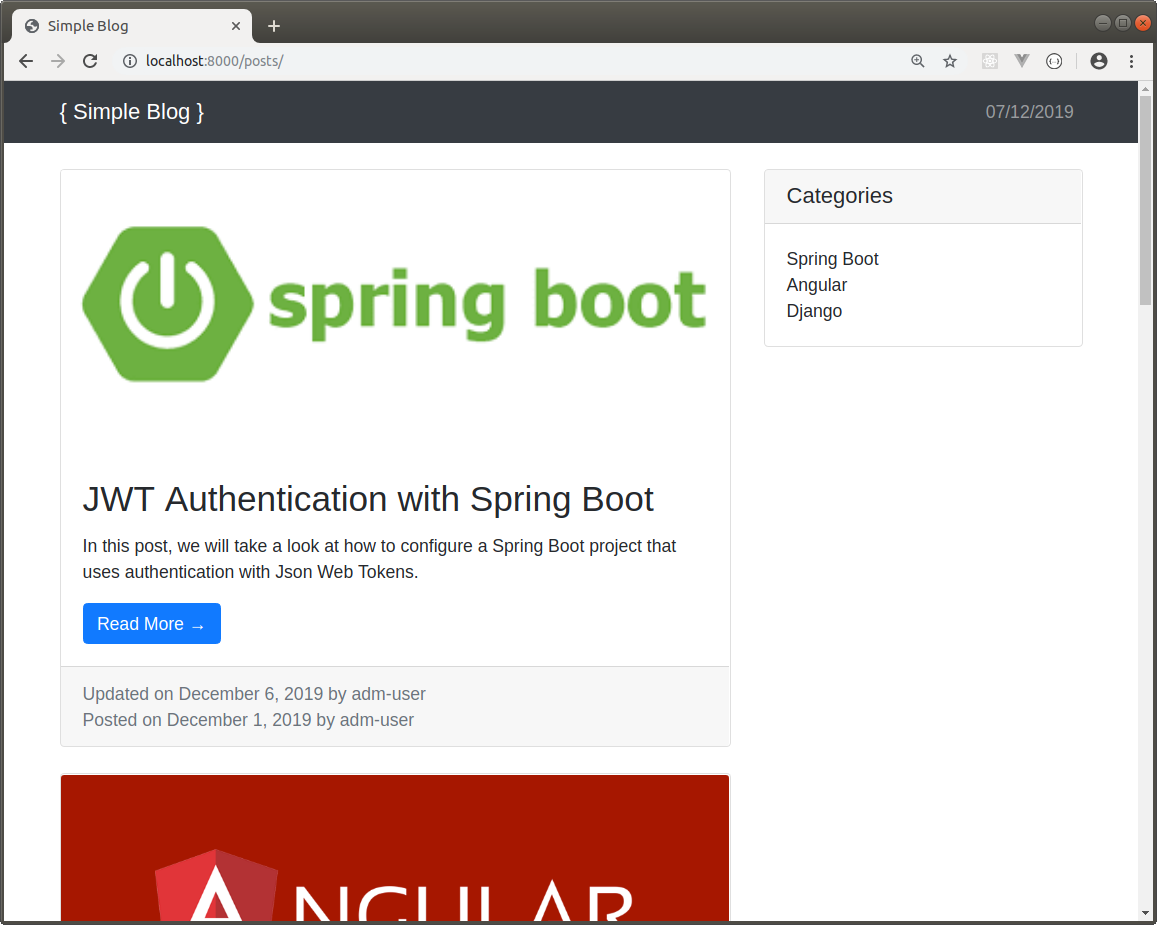 Simple Blog
localhost:8000/posts/
{ Simple Blog }
07/12/2019
spring boot
JWT Authentication with Spring Boot
In this post, we will take a look at how to configure a Spring Boot project that
uses authentication with Json Web Tokens.
Read More →
Updated on December 6, 2019 by adm-user
Posted on December 1, 2019 by adm-user
ANGULAR
Categories
Spring Boot
Angular
Django